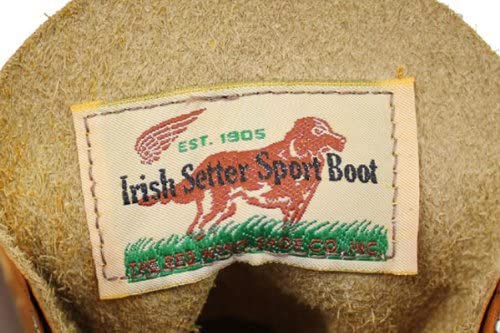 EST. 1905
Irish Setter Sport Boot
THE RED WING SHOE CO., INC.